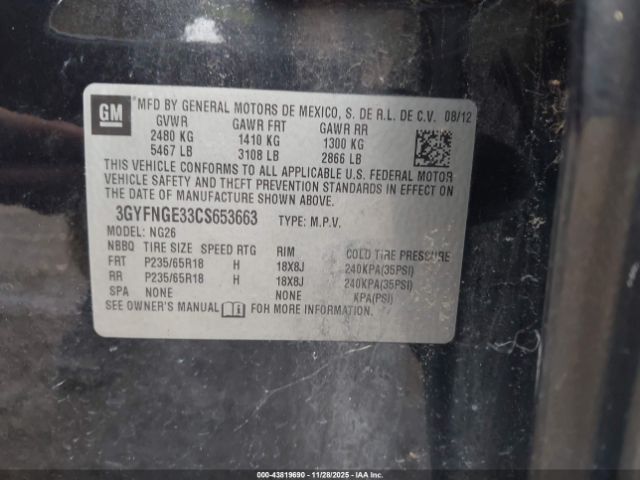 GM
MFD BY GENERAL MOTORS DE MEXICO, S. DE R.L. DE C.V. 08/12
GVWR GAWR FRT GAWR RR
2480 KG 1410 KG 1300 KG
5467 LB 3108 LB 2866 LB
THIS VEHICLE CONFORMS TO ALL APPLICABLE U.S. FEDERAL MOTOR
VEHICLE SAFETY AND THEFT PREVENTION STANDARDS IN EFFECT ON
THE DATE OF MANUFACTURE SHOWN ABOVE.
3GYFNGE33CS653663 TYPE: M.P.V.
MODEL: NG26
NBBQ TIRE SIZE SPEED RTG RIM COLD TIRE PRESSURE
FRT P235/65R18 H 18X8J 240KPA(35PSI)
RR P235/65R18 H 18X8J 240KPA(35PSI)
SPA NONE NONE KPA(PSI)
SEE OWNER'S MANUAL FOR MORE INFORMATION.
000-43819690 - 11/28/2025 - IAAI.COM